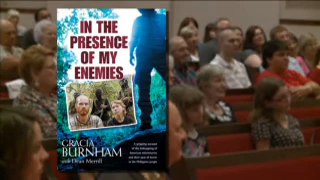 IN THE
PRESENCE
OF MY
ENEMIES
GRACIA
BURNHAM
with Dean Merrill